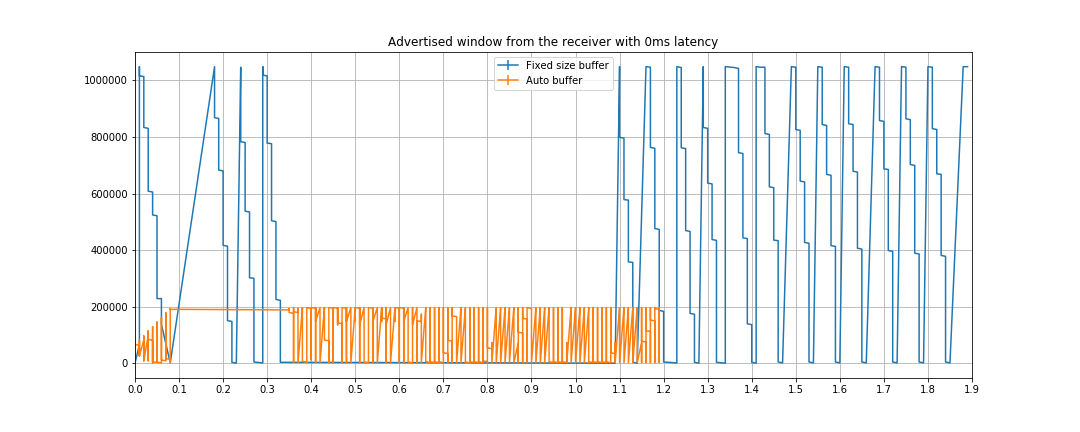 Advertised window from the receiver with 0ms latency
Fixed size buffer
Auto buffer
1000000
800000
600000
400000
200000
0
0.0 0.1 0.2 0.3 0.4 0.5 0.6 0.7 0.8 0.9 1.0 1.1 1.2 1.3 1.4 1.5 1.6 1.7 1.8 1.9